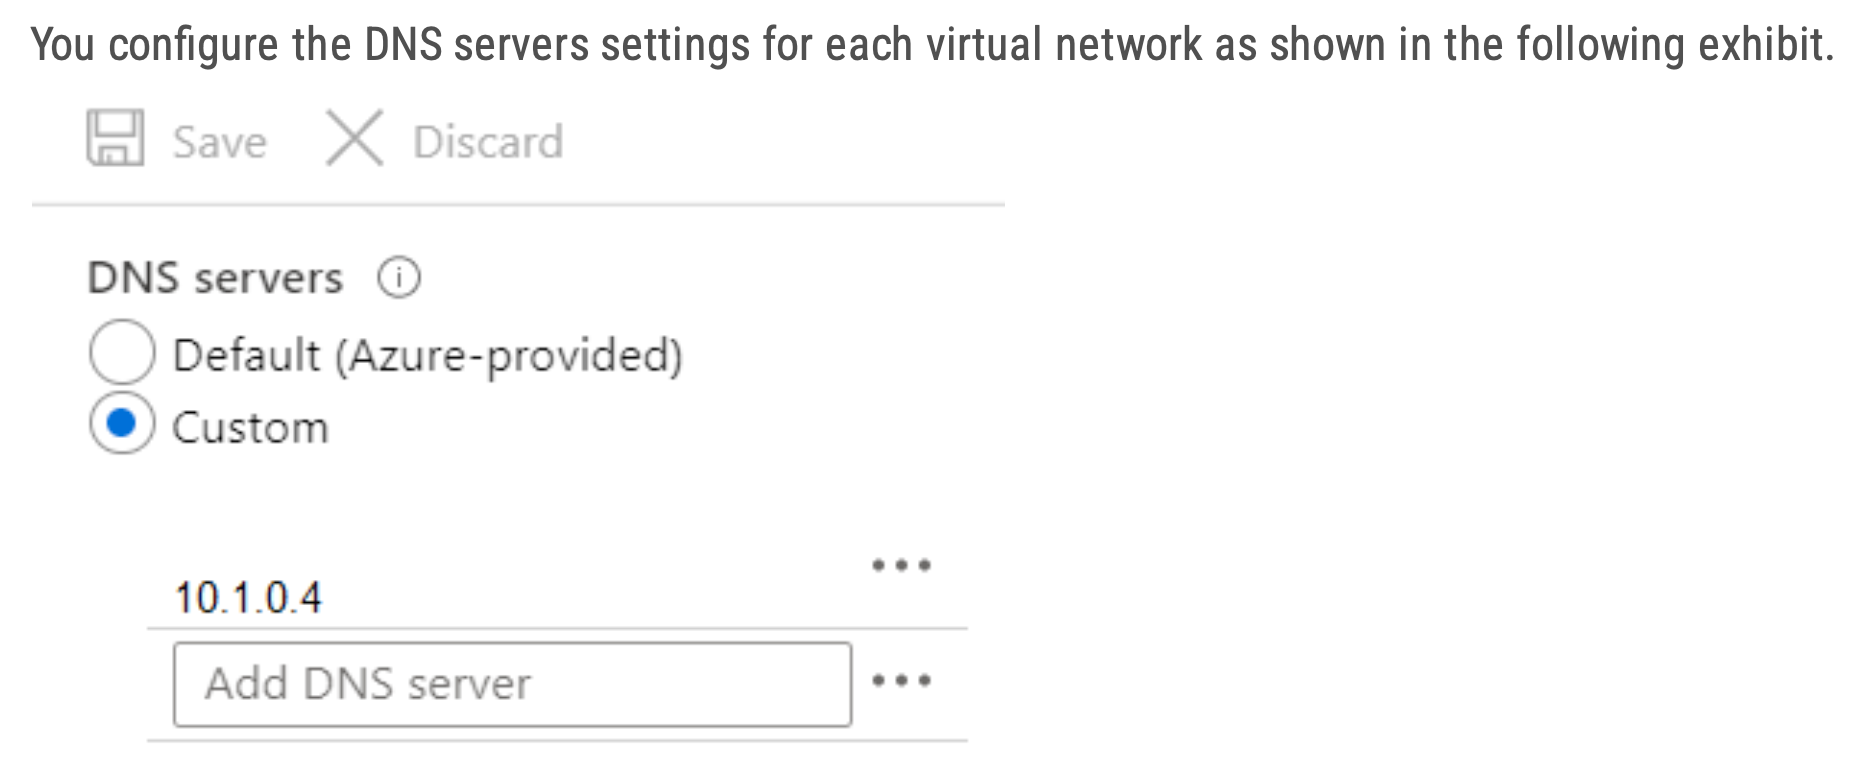 You configure the DNS servers settings for each virtual network as shown in the following exhibit.
Save Discard
DNS servers
Default (Azure-provided)
Custom
10.1.0.4
Add DNS server